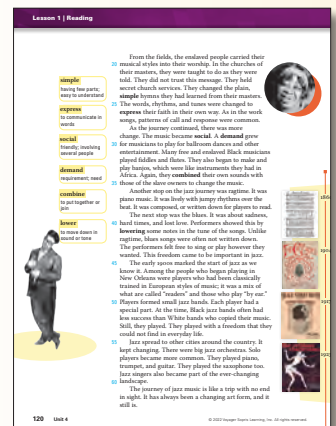 Lesson 1 | Reading
simple
having few parts;
easy to understand
express
to communicate in
words
social
friendly; involving
several people
demand
requirement; need
combine
to put together or
join
lower
to move down in
sound or tone
From the fields, the enslaved people carried their
20 musical styles into their worship. In the churches of
their masters, they were taught to do as they were
told. They did not trust this message. They held
secret church services. They changed the plain,
simple hymns they had learned from their masters.
25 The words, rhythms, and tunes were changed to
express their faith in their own way. As in the work
songs, patterns of call and response were common.
As the journey continued, there was more
change. The music became social. A demand grew
30 for musicians to play for ballroom dances and other
entertainment. Many free and enslaved Black musicians
played fiddles and flutes. They also began to make and
play banjos, which were like instruments they had in
Africa. Again, they combined their own sounds with
35 those of the slave owners to change the music.
Another stop on the jazz journey was ragtime. It was
piano music. It was lively with jumpy rhythms over the
beat. It was composed, or written down for players to read.
The next stop was the blues. It was about sadness,
40 hard times, and lost love. Performers showed this by
lowering some notes in the tune of the songs. Unlike
ragtime, blues songs were often not written down.
The performers felt free to sing or play however they
wanted. This freedom came to be important in jazz.
45 The early 1900s marked the start of jazz as we
know it. Among the people who began playing in
New Orleans were players who had been classically
trained in European styles of music; it was a mix of
what are called "readers" and those who play "by ear."
50 Players formed small jazz bands. Each player had a
special part. At the time, Black jazz bands often had
less success than White bands who copied their music.
Still, they played. They played with a freedom that they
could not find in everyday life.
55 Jazz spread to other cities around the country. It
kept changing. There were big jazz orchestras. Solo
players became more common. They played piano,
trumpet, and guitar. They played the saxophone too.
Jazz singers also became part of the ever-changing
60 landscape.
The journey of jazz music is like a trip with no end
in sight. It has always been a changing art form, and it
still is.
120 Unit 4
© 2023 Voyager Sopris Learning, Inc. All rights reserved